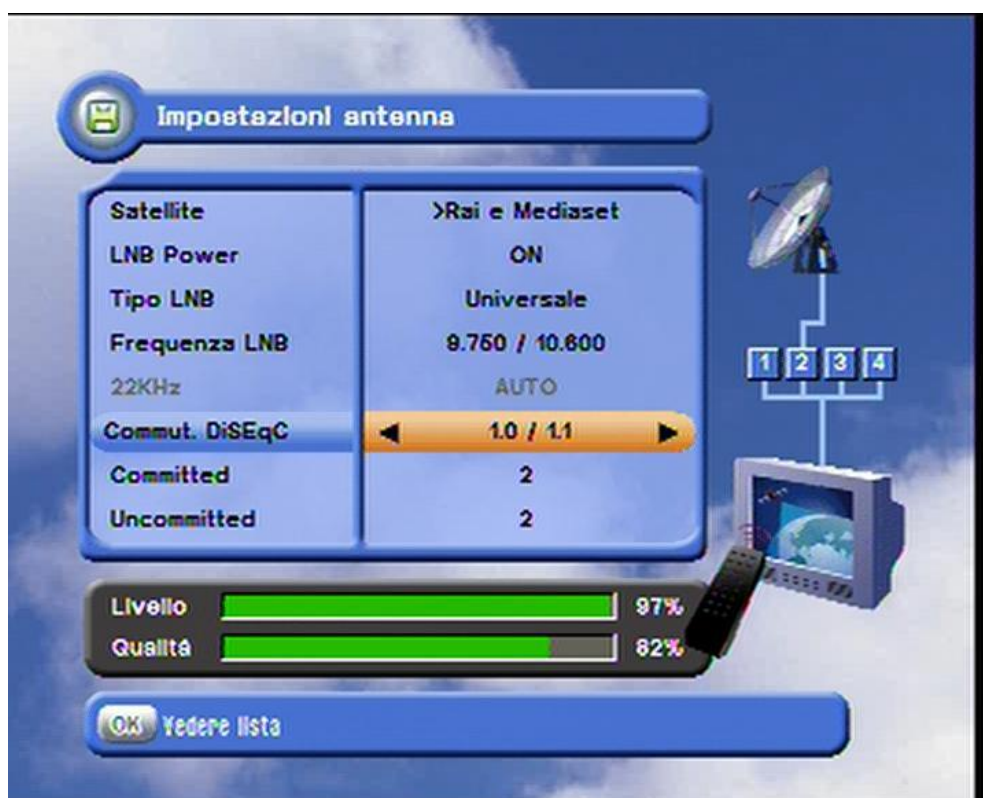 Impostazioni antenna
Satellite >Rai e Mediaset
LNB Power ON
Tipo LNB Universale
Frequenza LNB 9.750 / 10.600
22KHz AUTO
Commut. DiSEqC 1.0 / 1.1
Committed 2
Uncommitted 2
1 2 3 4
Livello 97%
Qualitá 82%
OK Vedere lista